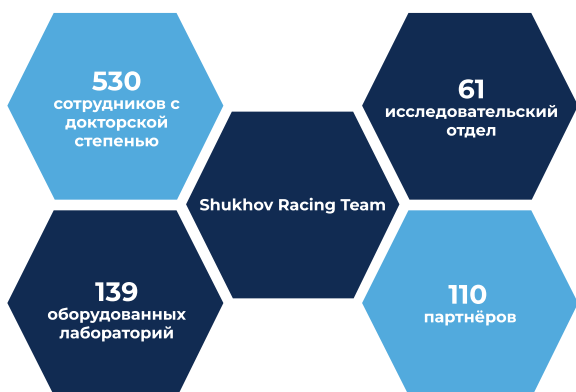 530
сотрудников с
докторской
степенью
61
исследовательский
отдел
Shukhov Racing Team
139
оборудованных
лабораторий
110
партнёров